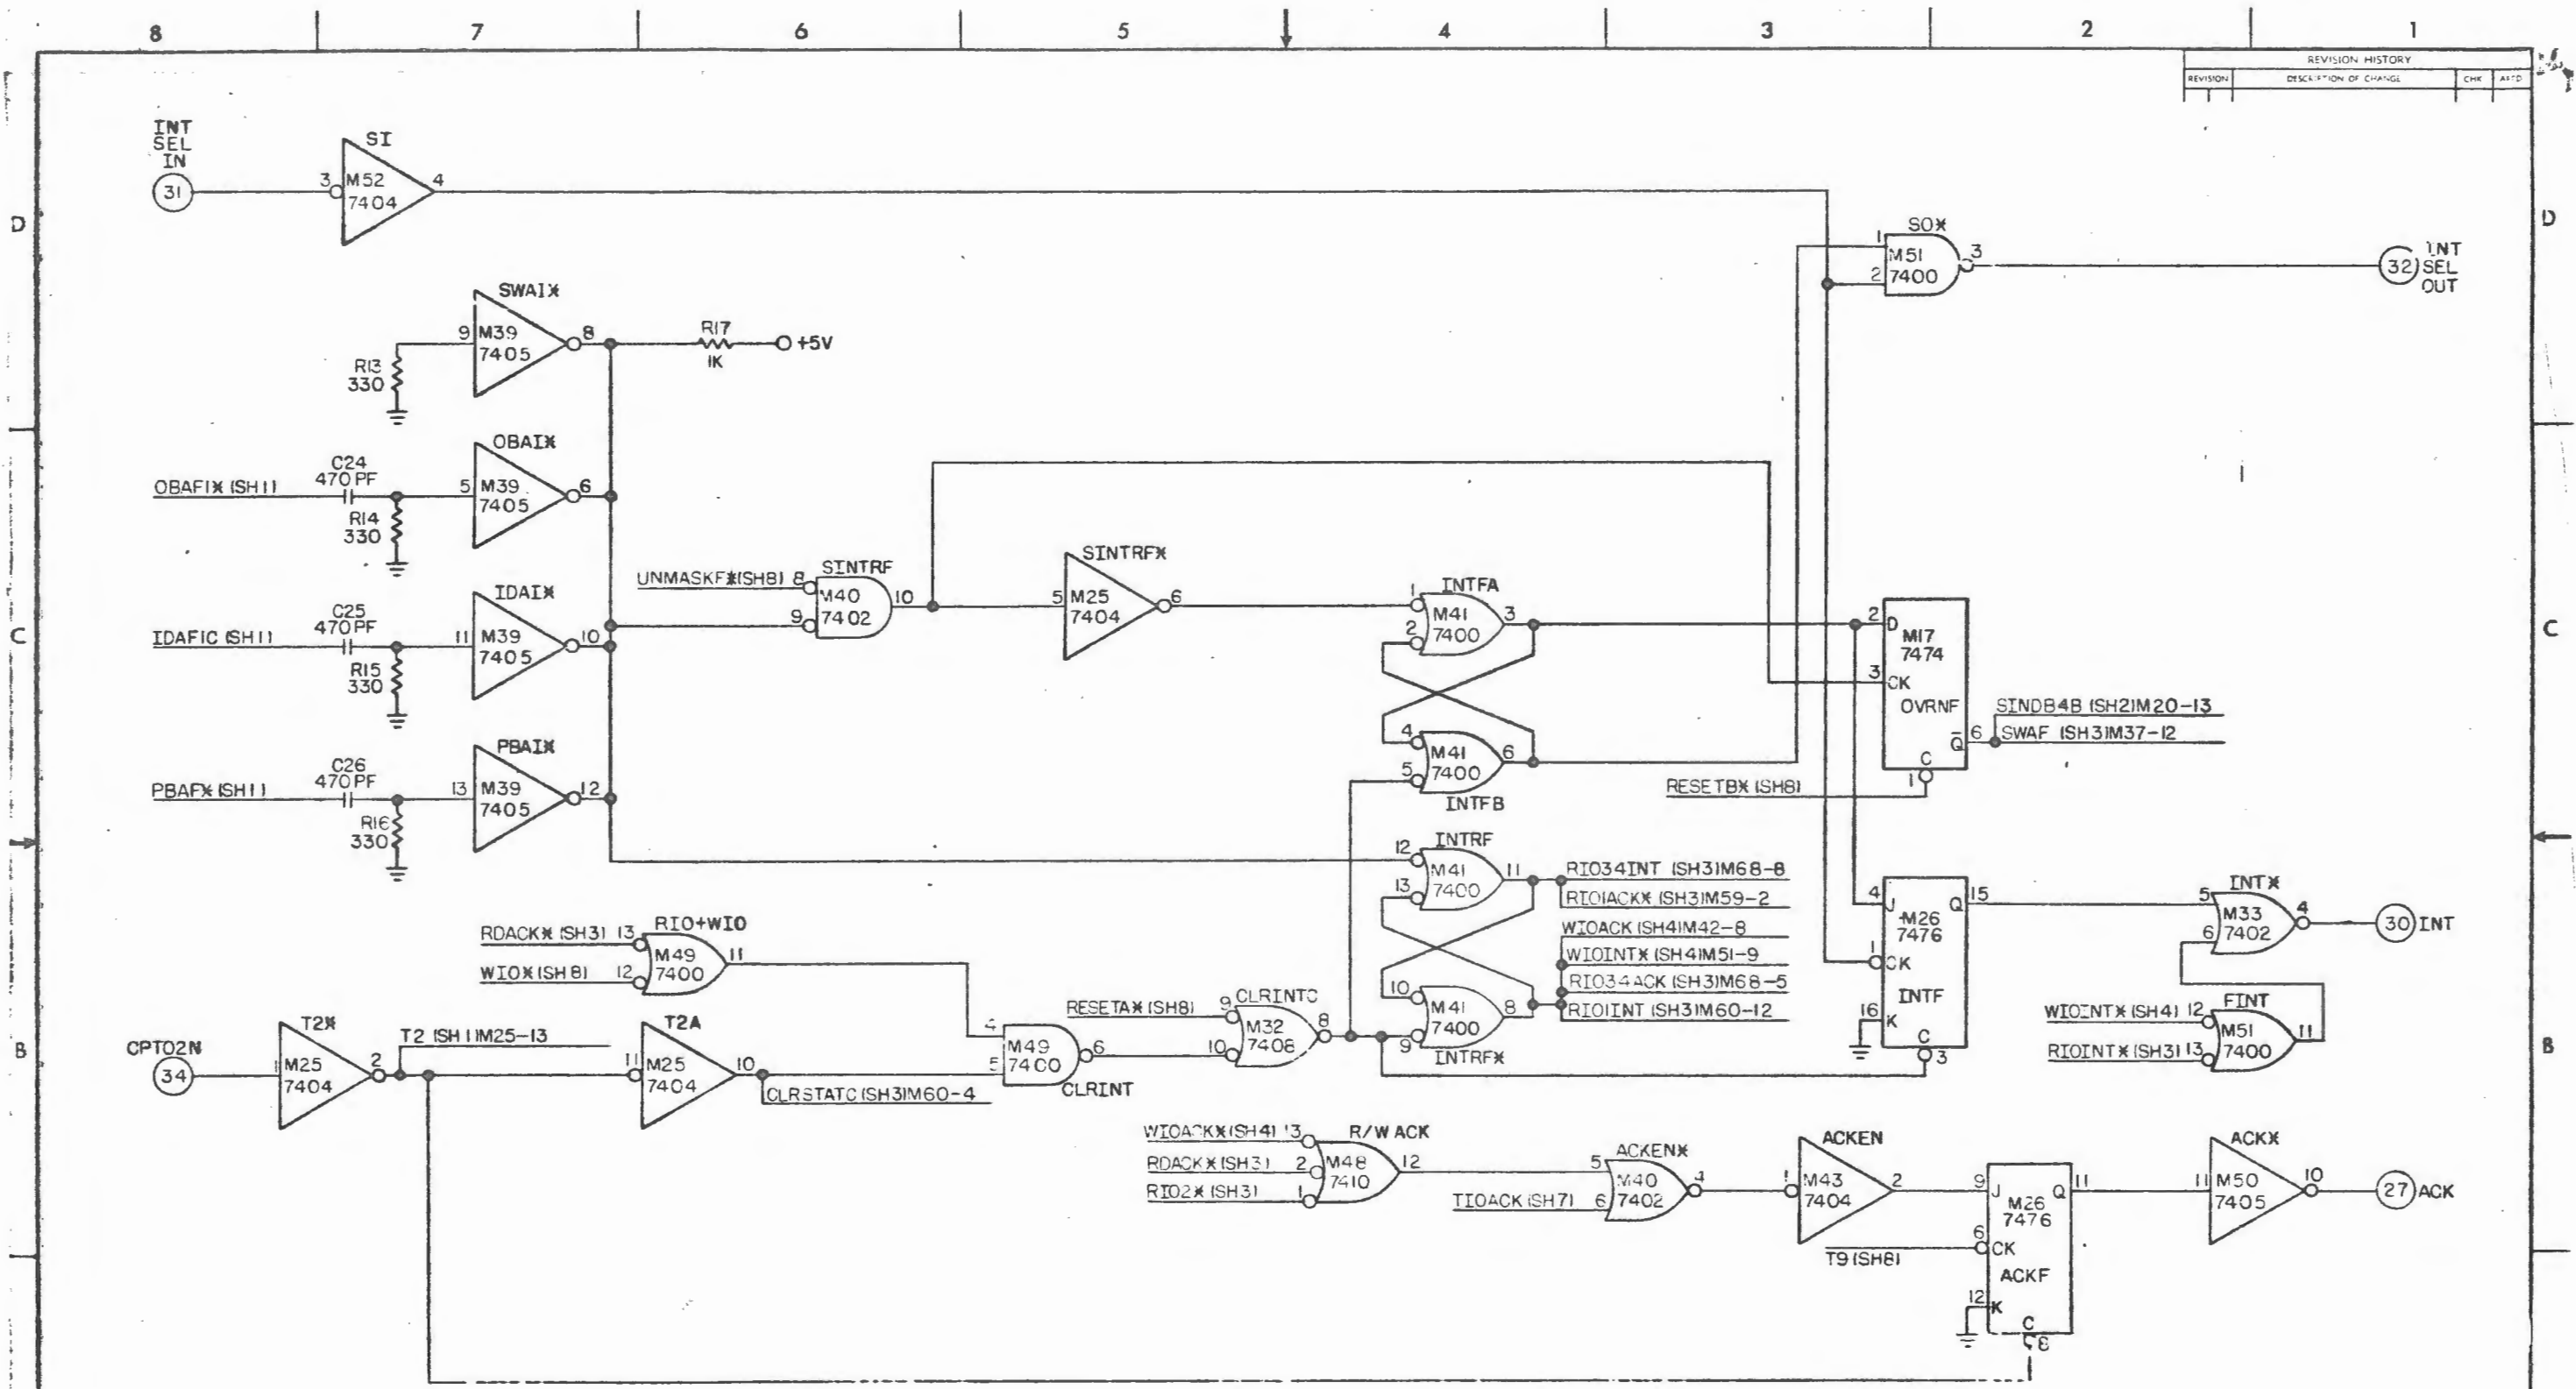 8 7 6 5 4 3 2 1
REVISION HISTORY
REVISION DESCRIPTION OF CHANGE CHK
D
D
INT
SEL
IN
31
SI
3 M52 4
7404
SO*
1
M51 3
2 7400
32
INT
SEL
OUT
SWAI*
9 M39 8
7405
R17
1K
+5V
R13
330
OBAI*
OBAFI* (SH1)
C24
470PF
5 M39 6
7405
R14
330
IDAI*
IDAFIC (SH1)
C25
470PF
11 M39 10
7405
R15
330
C
C
UNMASKF*(SH8) 8
SINTRF
M40 10
9 7402
SINTRF*
5 M25 6
7404
INTFA
1
M41 3
2 7400
2 D
M17
7474
3 CK
OVRNF
Q 6
C
1
SINDB4B (SH2)M20-13
SWAF (SH3)M37-12
PBAI*
PBAF* (SH1)
C26
470PF
13 M39 12
7405
R16
330
4
M41 6
5 7400
INTFB
RESETB* (SH8)
INTRF
12
M41 11
13 7400
RIO34INT (SH3)M68-8
RIO1ACK* (SH3)M59-2
WIOACK (SH4)M42-8
WIOINT* (SH4)M51-9
RIO34ACK (SH3)M68-5
RIO1INT (SH3)M60-12
10
M41 8
9 7400
INTRF*
4 J Q 15
M26
7476
1 CK
INTF
16 K
C
3
INT*
5
M33 4
6 7402
30 INT
WIOINT* (SH4) 12
FINT
M51 11
7400
RIOINT* (SH3) 13
RDACK* (SH3) 13
RIO+WIO
M49 11
7400
WIO* (SH8) 12
B
B
CPT02N
34
T2*
1 M25 2
7404
T2 (SH1)M25-13
T2A
11 M25 10
7404
CLRSTATC (SH3)M60-4
4
M49 6
5 7400
CLRINT
RESETA* (SH8) 9
CLRINTC
M32 8
10 7408
WIOACK*(SH4) 13
RDACK* (SH3) 2
RIO2* (SH3) 1
R/W ACK
M48 12
7410
ACKEN*
5
M40 4
6 7402
TIOACK (SH7)
ACKEN
1 M43 2
7404
9 J Q 11
M26
7476
6 CK
T9 (SH8)
ACKF
12 K
C
8
ACK*
11 M50 10
7405
27 ACK